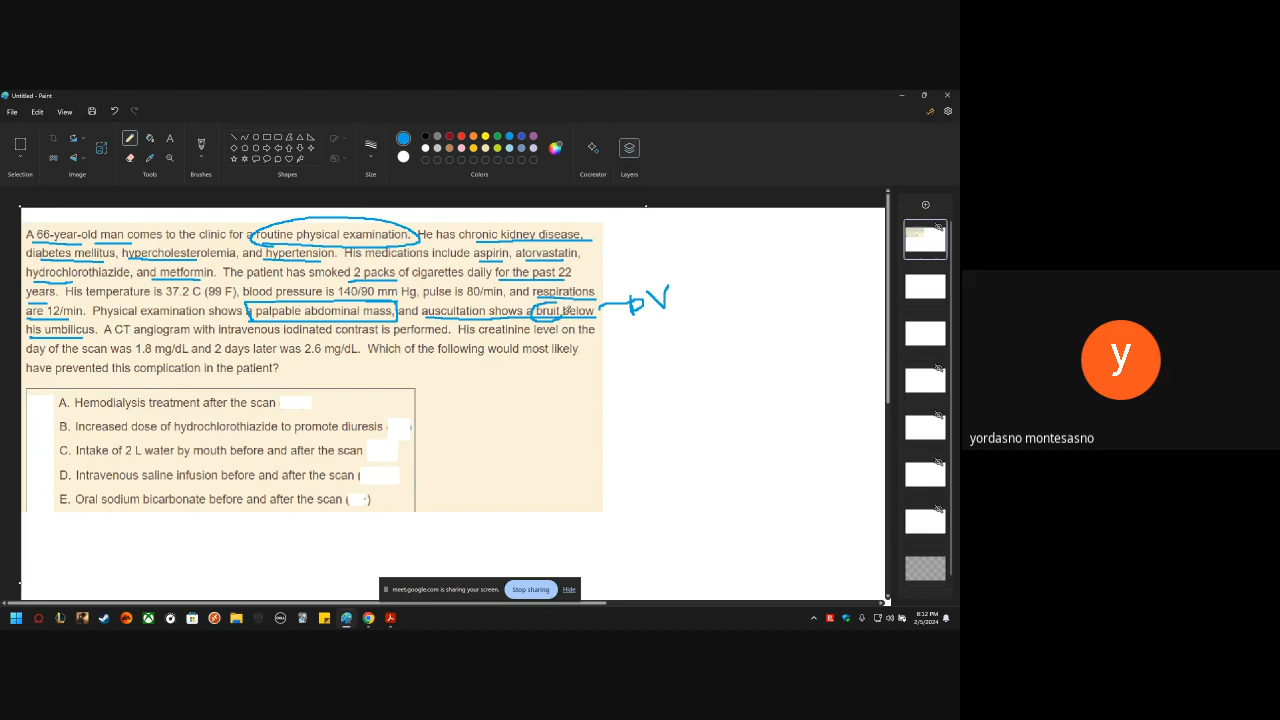 Untitled - Paint
File Edit View
Selection Image Tools Brushes Shapes Size Colors Cocreator Layers
A 66-year-old man comes to the clinic for a routine physical examination. He has chronic kidney disease,
diabetes mellitus, hypercholesterolemia, and hypertension. His medications include aspirin, atorvastatin,
hydrochlorothiazide, and metformin. The patient has smoked 2 packs of cigarettes daily for the past 22
years. His temperature is 37.2 C (99 F), blood pressure is 140/90 mm Hg, pulse is 80/min, and respirations
are 12/min. Physical examination shows a palpable abdominal mass, and auscultation shows a bruit below
his umbilicus. A CT angiogram with intravenous iodinated contrast is performed. His creatinine level on the
day of the scan was 1.8 mg/dL and 2 days later was 2.6 mg/dL. Which of the following would most likely
have prevented this complication in the patient?
A. Hemodialysis treatment after the scan (
B. Increased dose of hydrochlorothiazide to promote diuresis ( )
C. Intake of 2 L water by mouth before and after the scan
D. Intravenous saline infusion before and after the scan (
E. Oral sodium bicarbonate before and after the scan ( )
meet.google.com is sharing your screen. Stop sharing Hide
8:12 PM
2/5/2024
y
yordasno montesasno